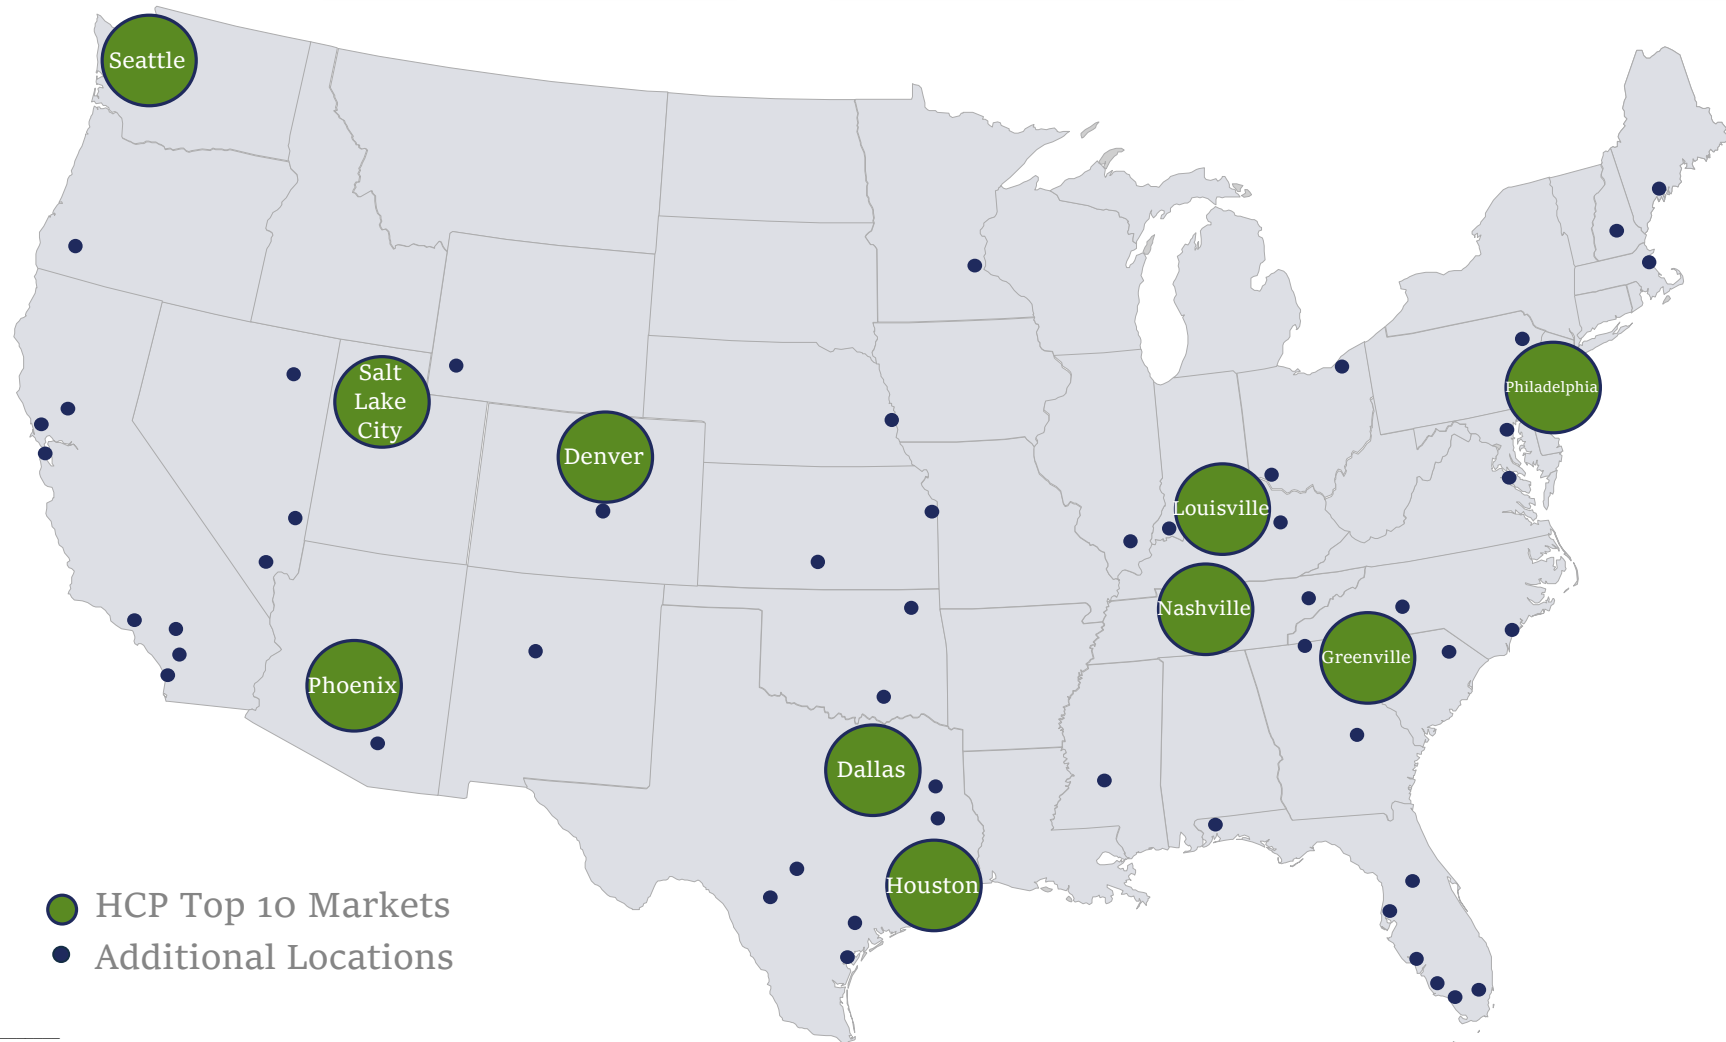 Seattle
Salt
Lake
City
Denver
Philadelphia
Louisville
Nashville
Greenville
Phoenix
Dallas
Houston
HCP Top 10 Markets
Additional Locations